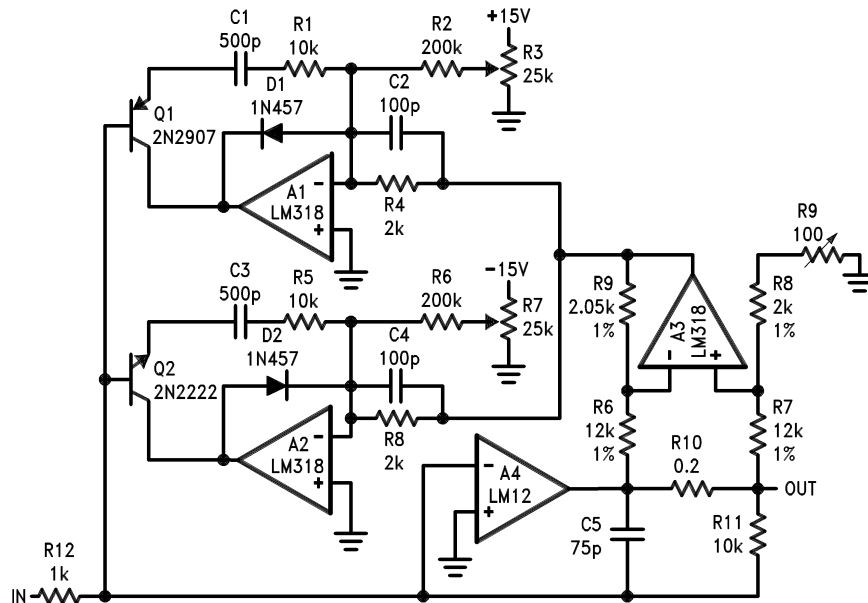 C1
500p
R1
10k
R2
200k
+15V
R3
25k
D1
1N457
C2
100p
Q1
2N2907
A1
LM318
-
+
R4
2k
C3
500p
R5
10k
R6
200k
-15V
R7
25k
D2
1N457
C4
100p
Q2
2N2222
A2
LM318
-
+
R8
2k
R9
2.05k
1%
A3
LM318
-
+
R8
2k
1%
R9
100
R6
12k
1%
R7
12k
1%
R10
0.2
A4
LM12
-
+
OUT
C5
75p
R11
10k
R12
1k
IN